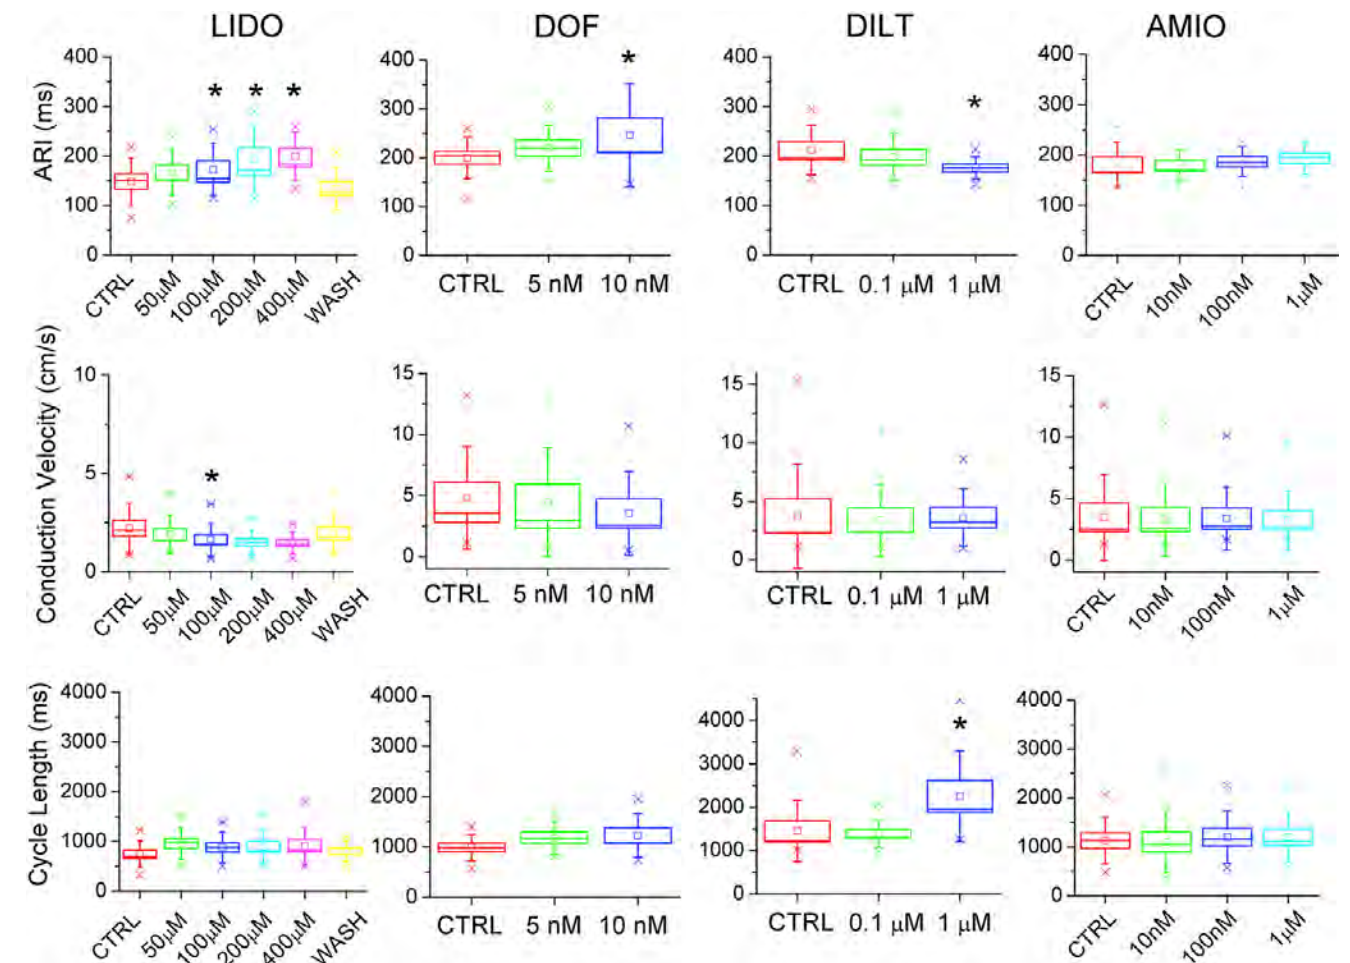 LIDO
DOF
DILT
AMIO
ARI (ms)
400
300
200
100
0
* * *
CTRL
50µM
100µM
200µM
400µM
WASH
400
300
200
100
0
*
CTRL
5 nM
10 nM
400
300
200
100
0
*
CTRL
0.1 µM
1 µM
400
300
200
100
0
CTRL
10nM
100nM
1µM
Conduction Velocity (cm/s)
10
5
0
*
CTRL
50µM
100µM
200µM
400µM
WASH
15
10
5
0
CTRL
5 nM
10 nM
15
10
5
0
CTRL
0.1 µM
1 µM
15
10
5
0
CTRL
10nM
100nM
1µM
Cycle Length (ms)
4000
3000
2000
1000
0
CTRL
50µM
100µM
200µM
400µM
WASH
4000
3000
2000
1000
0
CTRL
5 nM
10 nM
4000
3000
2000
1000
0
*
CTRL
0.1 µM
1 µM
4000
3000
2000
1000
0
CTRL
10nM
100nM
1µM